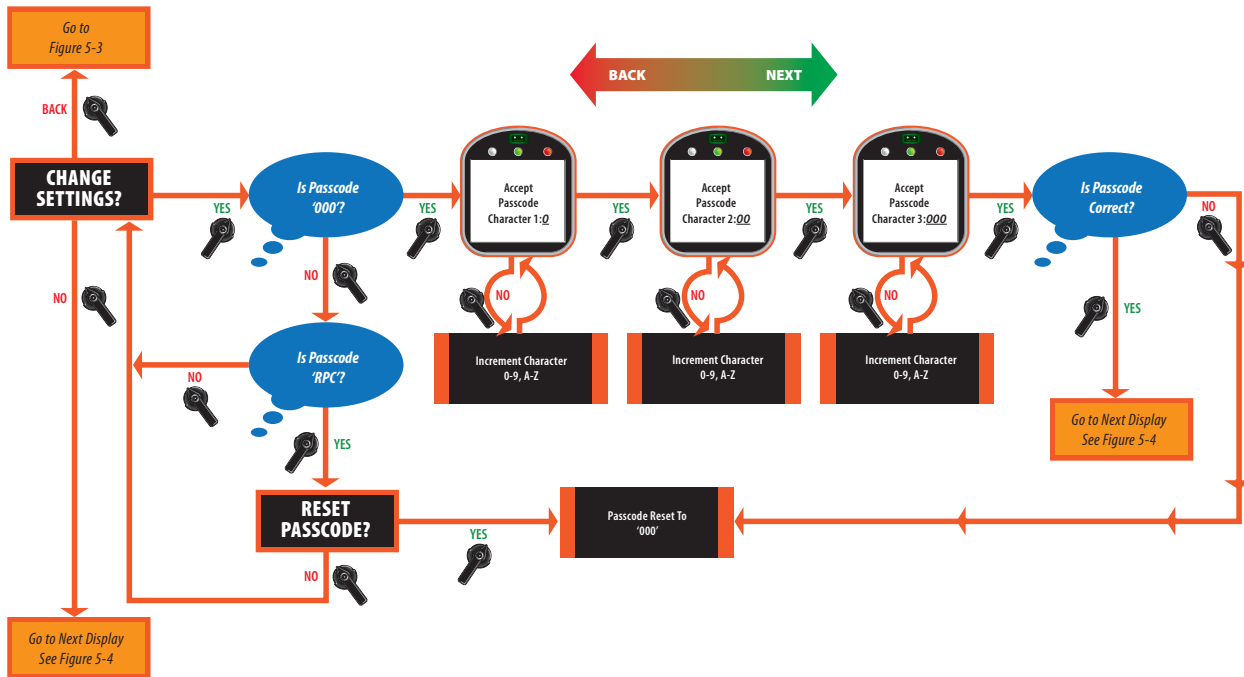 Go to
Figure 5-3
BACK
NEXT
BACK
CHANGE
SETTINGS?
YES
Is Passcode
'000'?
YES
Accept
Passcode
Character 1:0
YES
Accept
Passcode
Character 2:00
YES
Accept
Passcode
Character 3:000
YES
Is Passcode
Correct?
NO
NO
NO
NO
NO
NO
YES
Is Passcode
'RPC'?
NO
Increment Character
0-9, A-Z
Increment Character
0-9, A-Z
Increment Character
0-9, A-Z
Go to Next Display
See Figure 5-4
YES
RESET
PASSCODE?
YES
Passcode Reset To
'000'
NO
Go to Next Display
See Figure 5-4